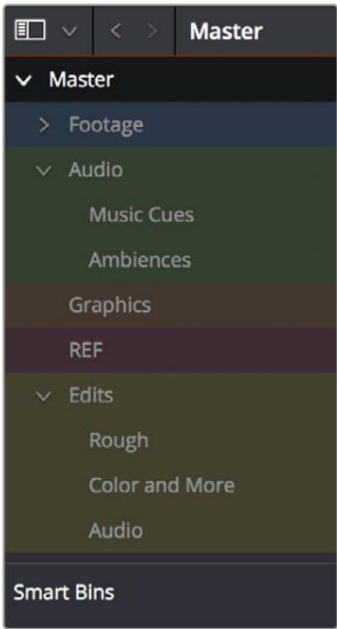 Master
Master
Footage
Audio
Music Cues
Ambiences
Graphics
REF
Edits
Rough
Color and More
Audio
Smart Bins